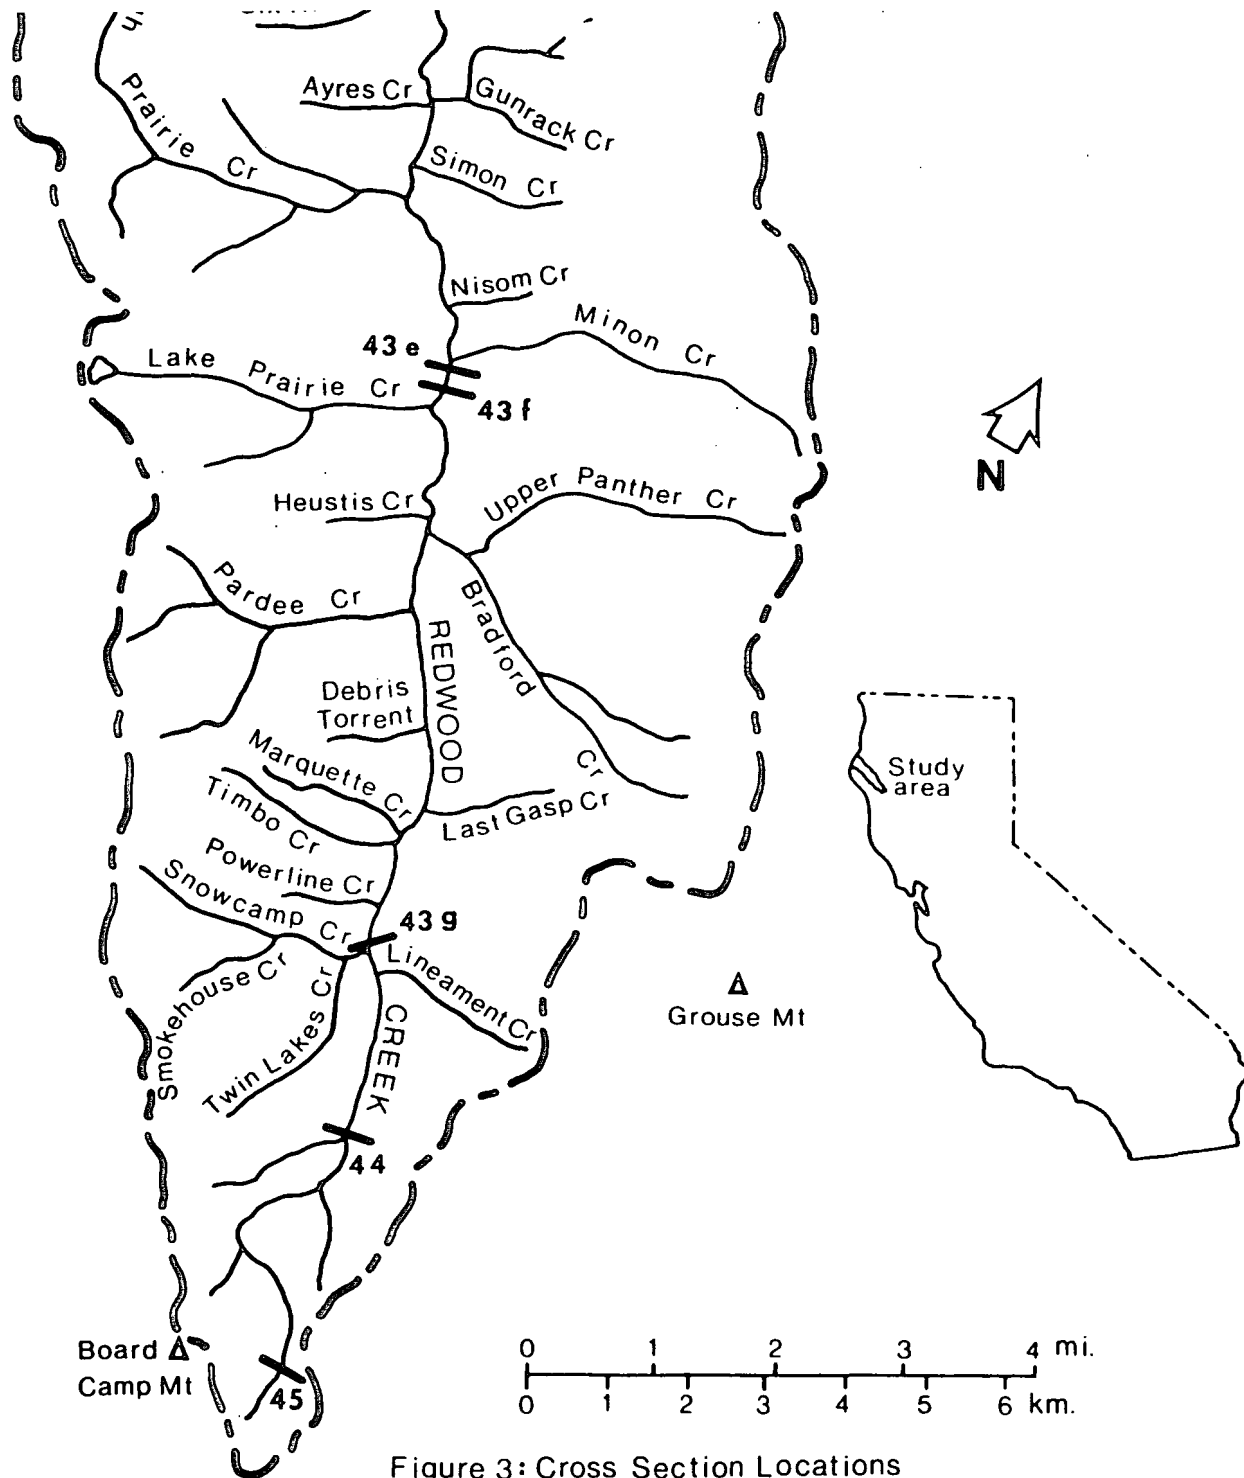 Prairie Cr
Ayres Cr
Gunrack Cr
Simon Cr
Nisom Cr
Minon Cr
43e
Lake Prairie Cr
43f
N
Heustis Cr
Upper Panther Cr
Pardee Cr
Bradford Cr
REDWOOD
Debris
Torrent
Study
area
Marquette Cr
Timbo Cr
Last Gasp Cr
Powerline Cr
Snowcamp Cr
43g
Lineament Cr
Smokehouse Cr
Twin Lakes Cr
CREEK
Grouse Mt
44
Board
Camp Mt
45
0 1 2 3 4 mi.
0 1 2 3 4 5 6 km.
Figure 3: Cross Section Locations